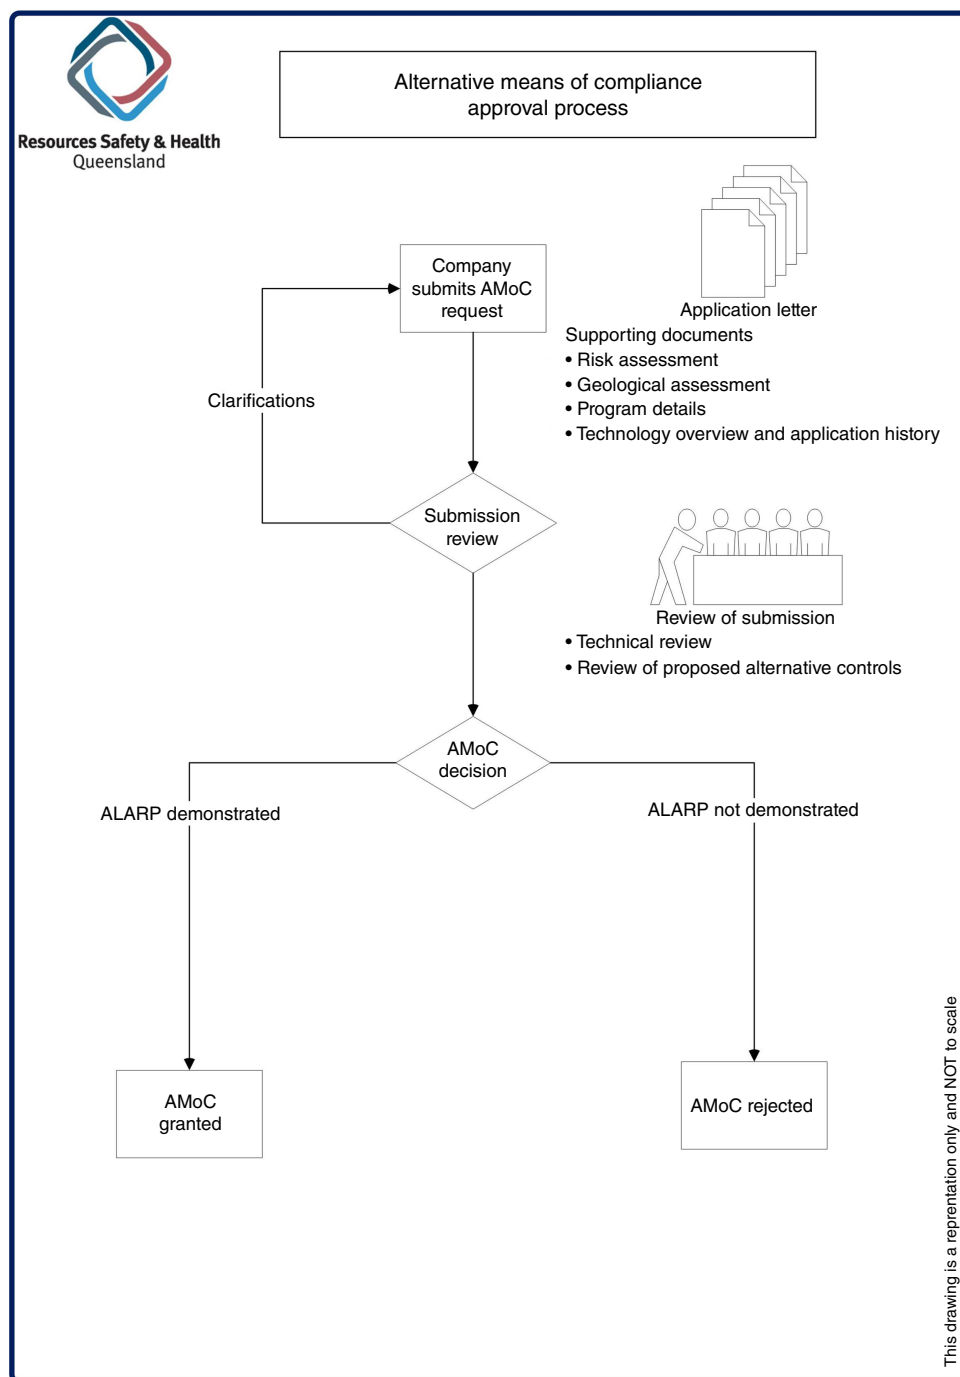 Resources Safety & Health
Queensland
Alternative means of compliance
approval process
Company
submits AMoC
request
Application letter
Supporting documents
• Risk assessment
• Geological assessment
• Program details
• Technology overview and application history
Clarifications
Submission
review
Review of submission
• Technical review
• Review of proposed alternative controls
AMoC
decision
ALARP demonstrated
ALARP not demonstrated
AMoC
granted
AMoC rejected
This drawing is a reprentation only and NOT to scale